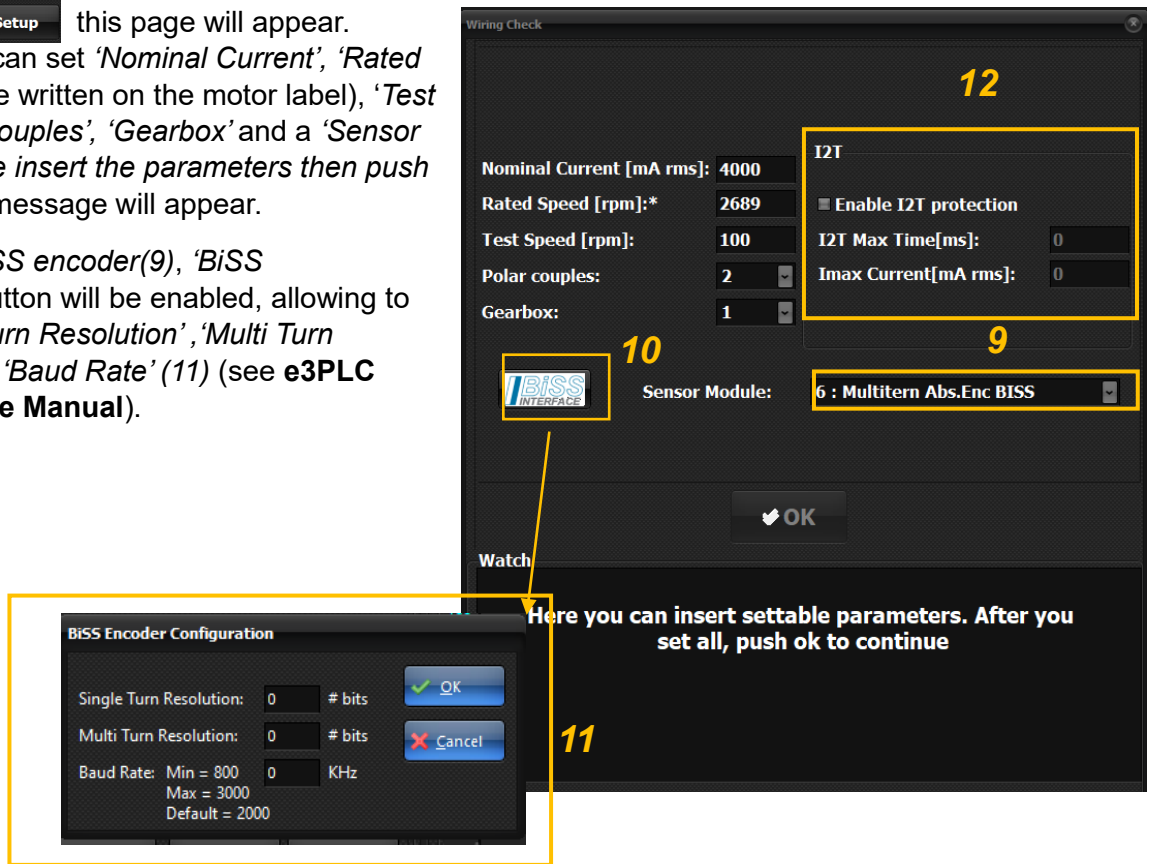 Setup this page will appear.
can set ‘Nominal Current’, ‘Rated
e written on the motor label), ‘Test
ouples’, ‘Gearbox’ and a ‘Sensor
e insert the parameters then push
message will appear.
SS encoder(9), ‘BiSS
utton will be enabled, allowing to
urn Resolution’ ,‘Multi Turn
‘Baud Rate’ (11) (see e3PLC
e Manual).
Wiring Check
12
Nominal Current [mA rms]: 4000
Rated Speed [rpm]:* 2689
Test Speed [rpm]: 100
Polar couples: 2
Gearbox: 1
I2T
Enable I2T protection
I2T Max Time[ms]: 0
Imax Current[mA rms]: 0
10
9
BiSS
INTERFACE
Sensor Module: 6 : Multitern Abs.Enc BISS
OK
Watch
Here you can insert settable parameters. After you
set all, push ok to continue
BiSS Encoder Configuration
Single Turn Resolution: 0 # bits
Multi Turn Resolution: 0 # bits
Baud Rate: Min = 800 0 KHz
Max = 3000
Default = 2000
OK
Cancel
11